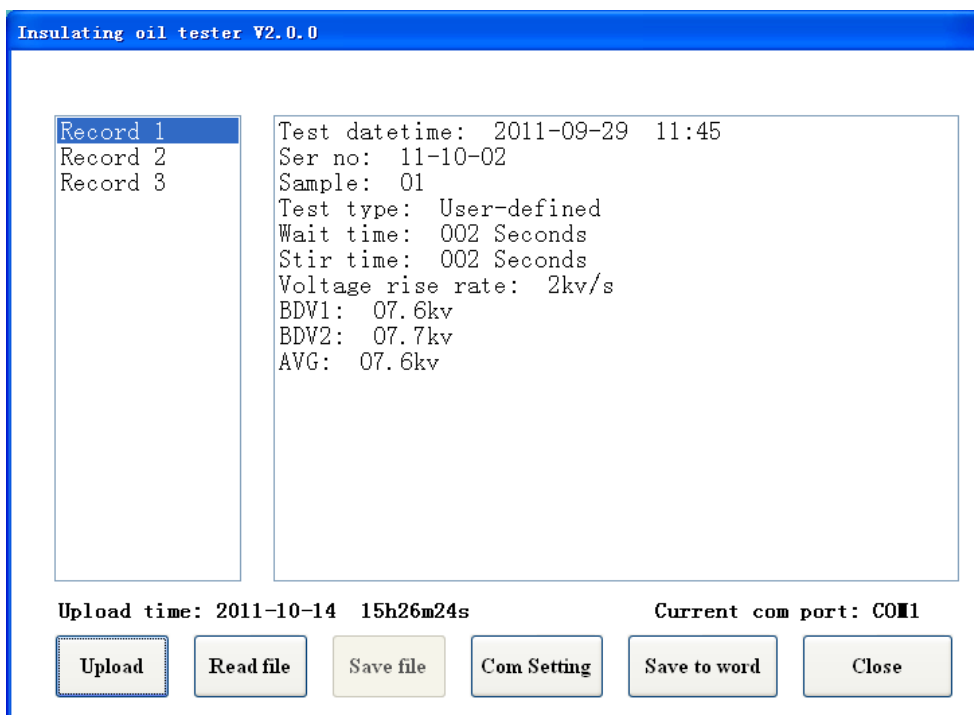 Insulating oil tester V2.0.0
Record 1
Record 2
Record 3
Test datetime: 2011-09-29 11:45
Ser no: 11-10-02
Sample: 01
Test type: User-defined
Wait time: 002 Seconds
Stir time: 002 Seconds
Voltage rise rate: 2kv/s
BDV1: 07.6kv
BDV2: 07.7kv
AVG: 07.6kv
Upload time: 2011-10-14 15h26m24s
Current com port: COM1
Upload
Read file
Save file
Com Setting
Save to word
Close